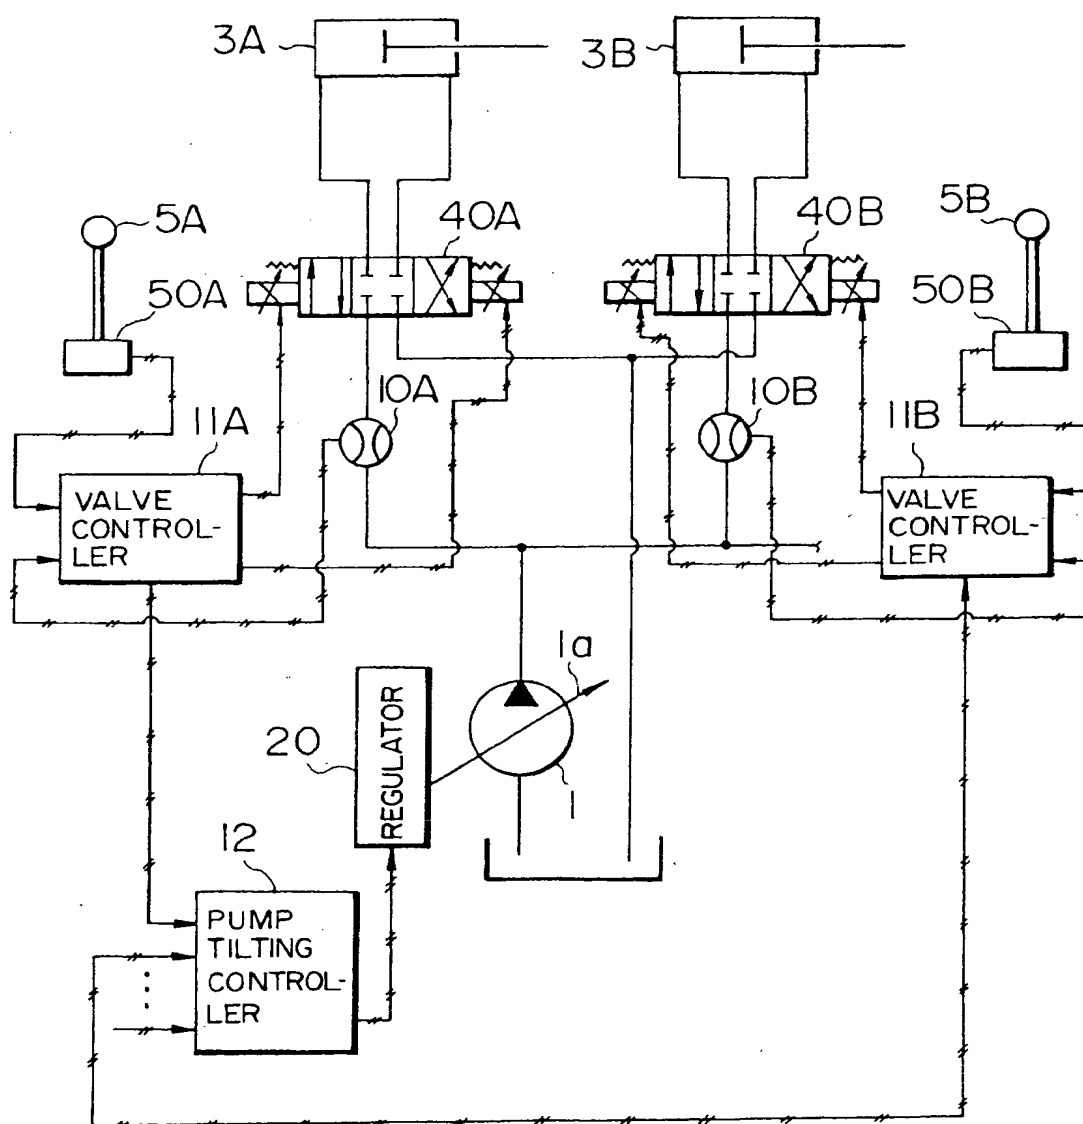 3A
3B
5A
40A
40B
5B
50A
50B
10A
10B
11A
11B
VALVE
CONTROL-
LER
VALVE
CONTROL-
LER
1a
20
REGULATOR
1
12
PUMP
TILTING
CONTROL-
LER